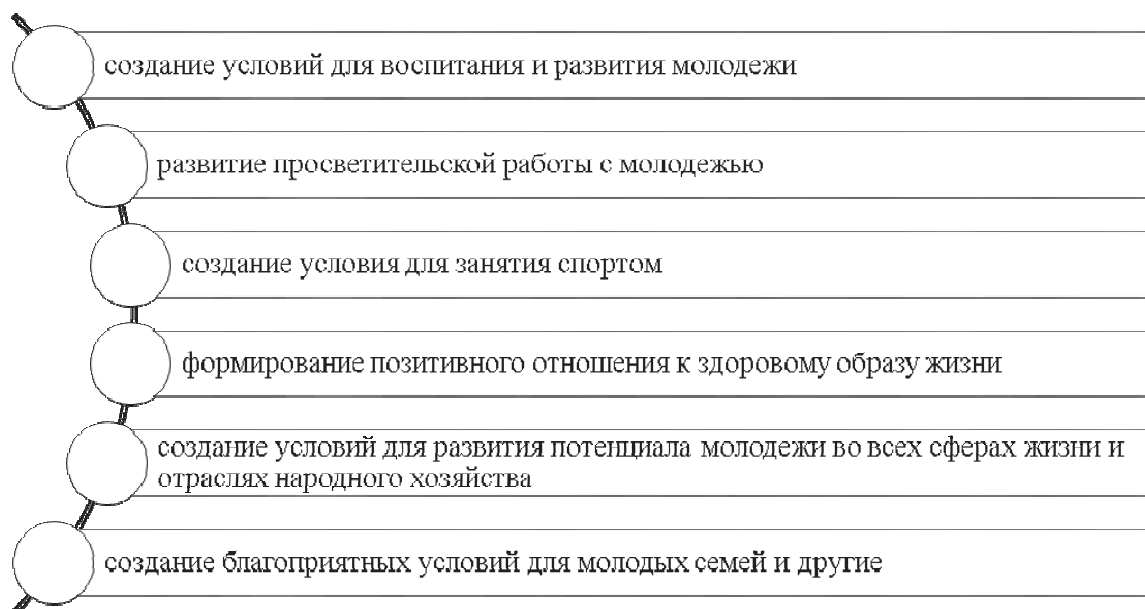 создание условий для воспитания и развития молодежи
развитие просветительской работы с молодежью
создание условия для занятия спортом
формирование позитивного отношения к здоровому образу жизни
создание условий для развития потенциала молодежи во всех сферах жизни и
отраслях народного хозяйства
создание благоприятных условий для молодых семей и другие